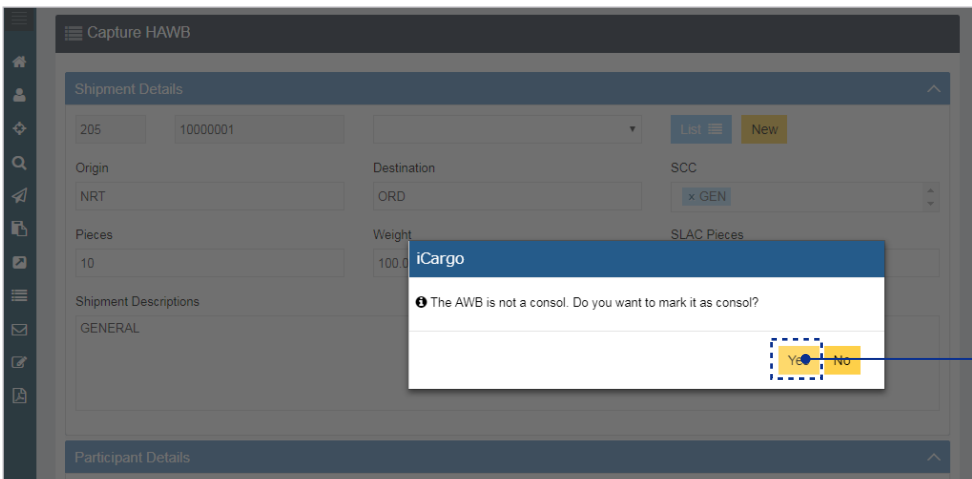 Capture HAWB
Shipment Details
205 10000001 List New
Origin Destination SCC
NRT ORD × GEN
Pieces Weight SLAC Pieces
10 100.0
iCargo
Shipment Descriptions
The AWB is not a consol. Do you want to mark it as consol?
GENERAL
Yes No
Participant Details